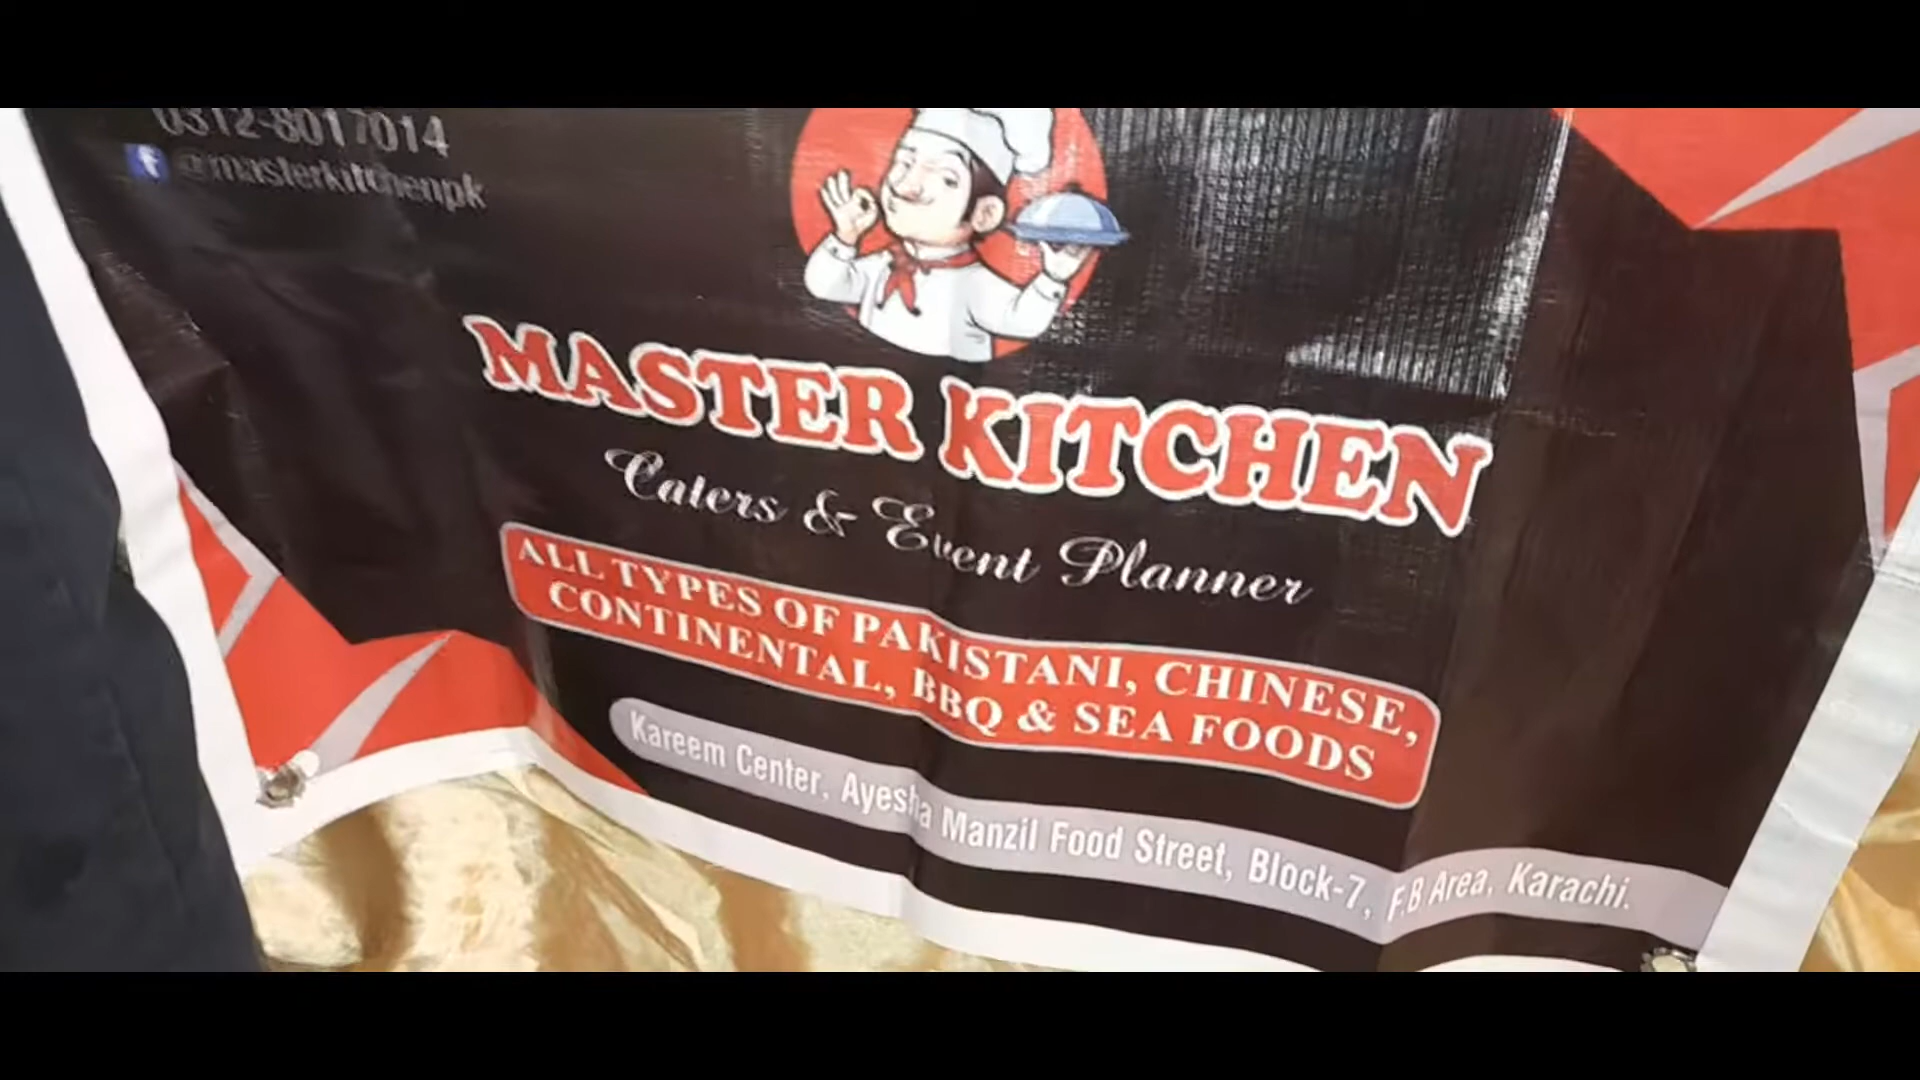 0312-8017014
@masterkitchenpk
MASTER KITCHEN
Caters & Event Planner
ALL TYPES OF PAKISTANI, CHINESE,
CONTINENTAL, BBQ & SEA FOODS
Kareem Center, Ayesha Manzil Food Street, Block-7, F.B Area, Karachi.